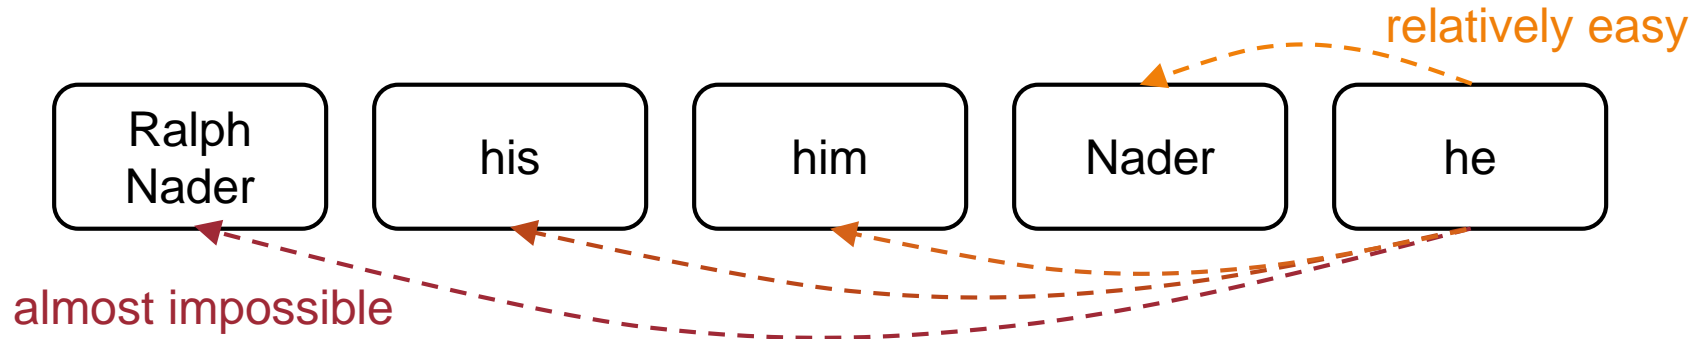 relatively easy
Ralph
Nader
his
him
Nader
he
almost impossible